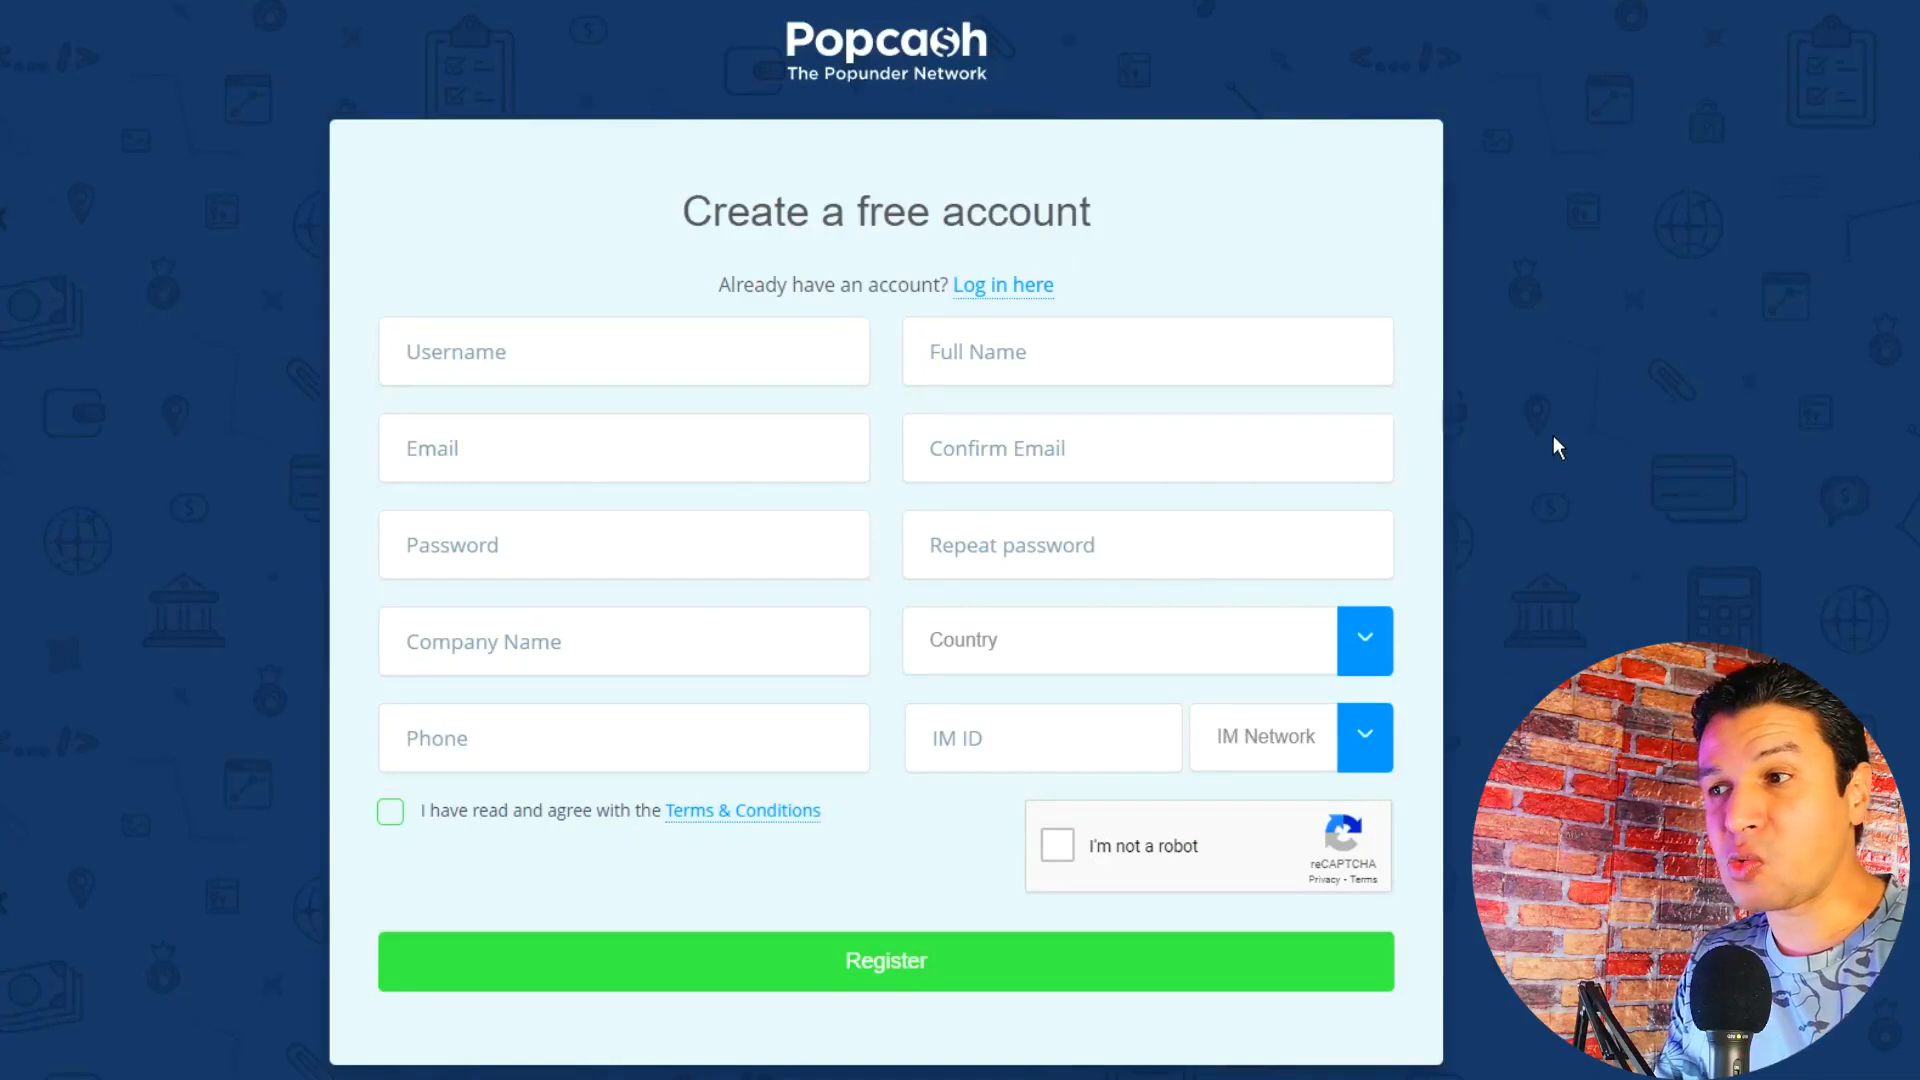 Popca$h
The Popunder Network
Create a free account
Already have an account? Log in here
Username
Full Name
Email
Confirm Email
Password
Repeat password
Company Name
Country
Phone
IM ID
IM Network
I have read and agree with the Terms & Conditions
I'm not a robot
reCAPTCHA
Privacy - Terms
Register